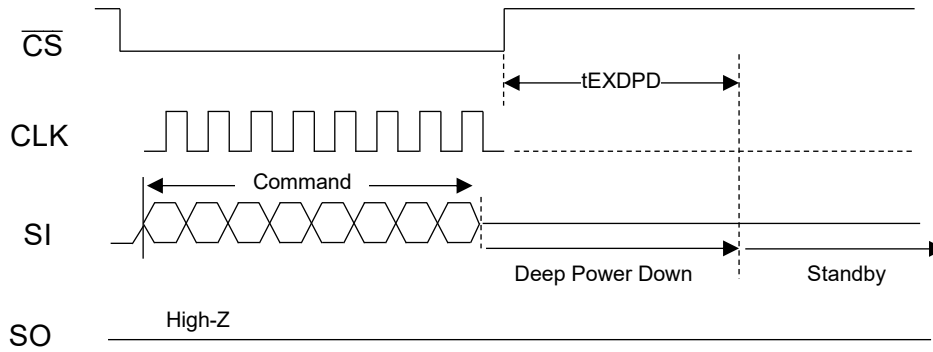 CS
tEXDPD
CLK
Command
SI
Deep Power Down
Standby
High-Z
SO